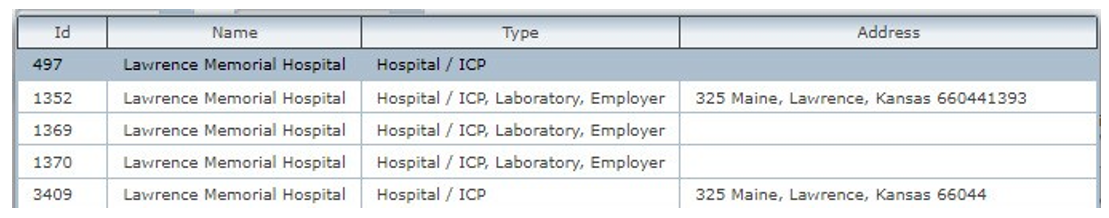 Id Name Type Address
497 Lawrence Memorial Hospital Hospital / ICP
1352 Lawrence Memorial Hospital Hospital / ICP, Laboratory, Employer 325 Maine, Lawrence, Kansas 660441393
1369 Lawrence Memorial Hospital Hospital / ICP, Laboratory, Employer
1370 Lawrence Memorial Hospital Hospital / ICP, Laboratory, Employer
3409 Lawrence Memorial Hospital Hospital / ICP 325 Maine, Lawrence, Kansas 66044